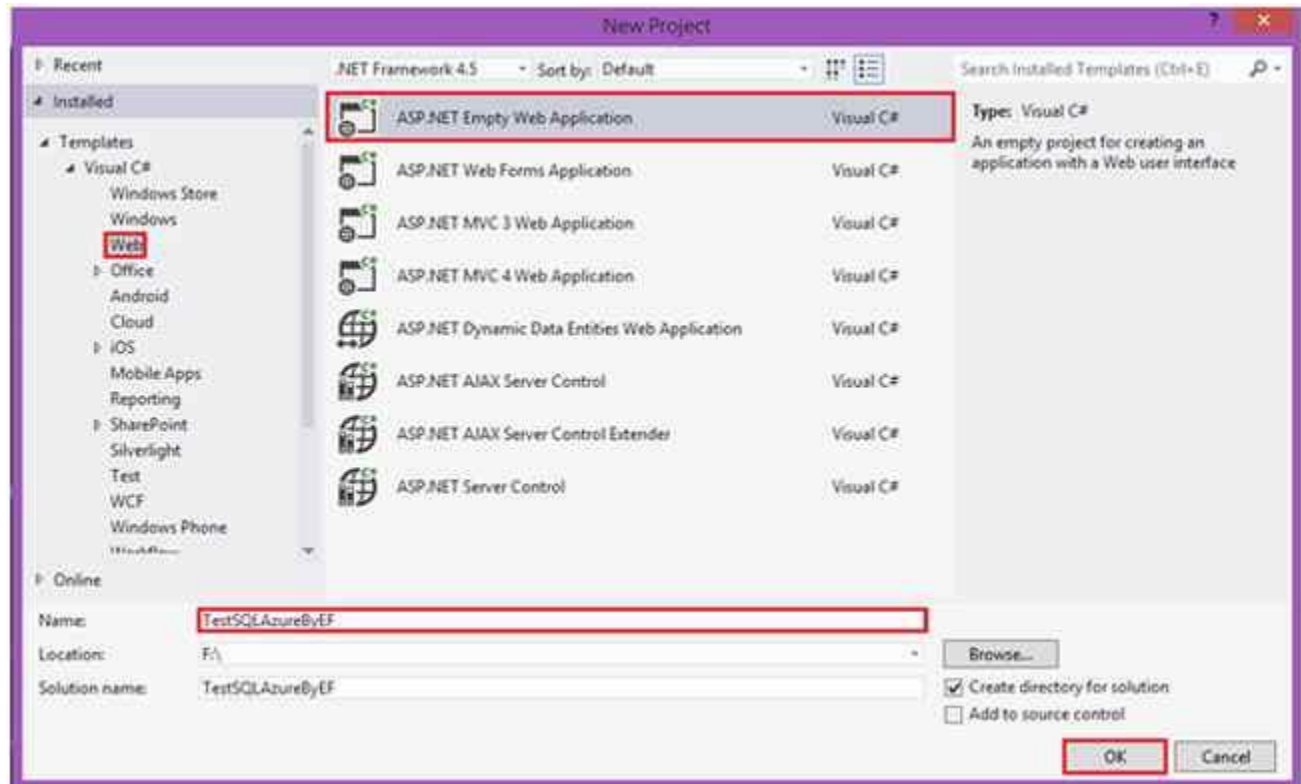 New Project
?
Recent
Installed
Templates
Visual C#
Windows Store
Windows
Web
Office
Android
Cloud
iOS
Mobile Apps
Reporting
SharePoint
Silverlight
Test
WCF
Windows Phone
Workflow
Online
.NET Framework 4.5 Sort by: Default
ASP.NET Empty Web Application Visual C#
ASP.NET Web Forms Application Visual C#
ASP.NET MVC 3 Web Application Visual C#
ASP.NET MVC 4 Web Application Visual C#
ASP.NET Dynamic Data Entities Web Application Visual C#
ASP.NET AJAX Server Control Visual C#
ASP.NET AJAX Server Control Extender Visual C#
ASP.NET Server Control Visual C#
Search Installed Templates (Ctrl+E)
Type: Visual C#
An empty project for creating an
application with a Web user interface
Name: TestSQLAzureByEF
Location: F:\
Solution name: TestSQLAzureByEF
Browse...
Create directory for solution
Add to source control
OK Cancel